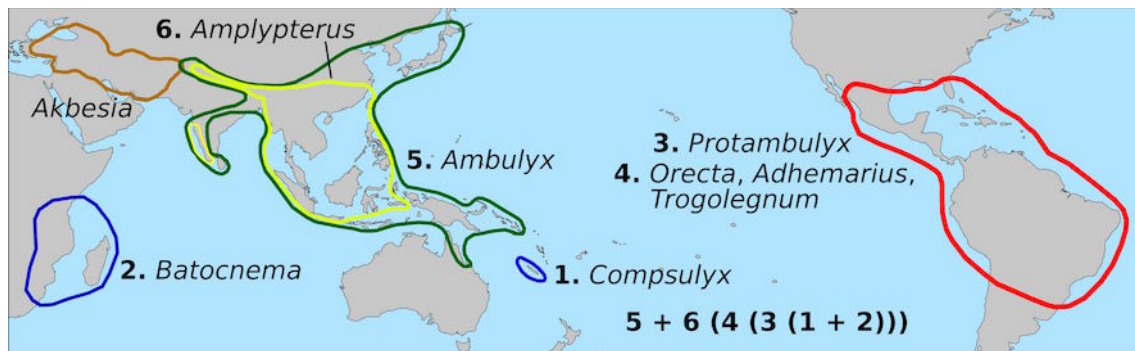 6. Amplypterus
Akbesia
5. Ambulyx
3. Protambulyx
4. Orecta, Adhemarius,
Trogolegnum
2. Batocnema
1. Compsulyx
5 + 6 (4 (3 (1 + 2)))